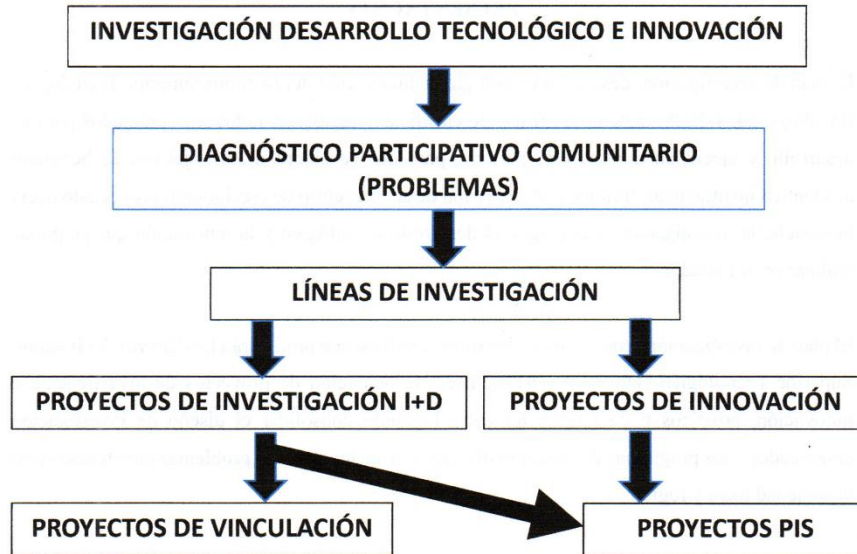 INVESTIGACIÓN DESARROLLO TECNOLÓGICO E INNOVACIÓN
DIAGNÓSTICO PARTICIPATIVO COMUNITARIO
(PROBLEMAS)
LÍNEAS DE INVESTIGACIÓN
PROYECTOS DE INVESTIGACIÓN I+D
PROYECTOS DE INNOVACIÓN
PROYECTOS DE VINCULACIÓN
PROYECTOS PIS